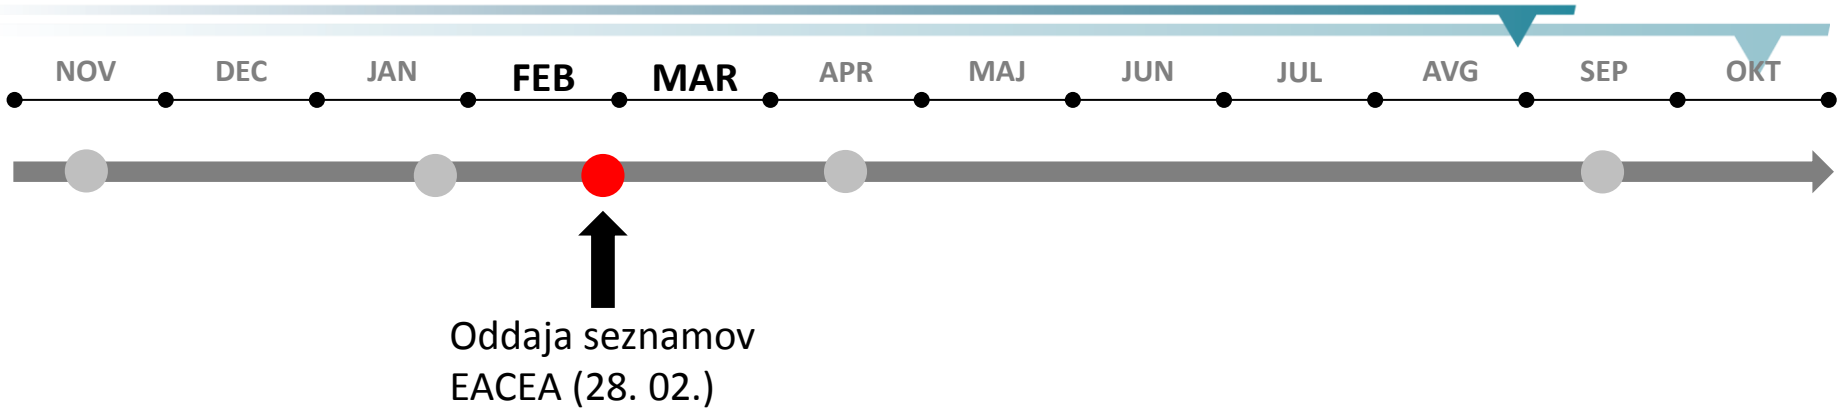 NOV DEC JAN FEB MAR APR MAJ JUN JUL AVG SEP OKT
Oddaja seznamov
EACEA (28. 02.)